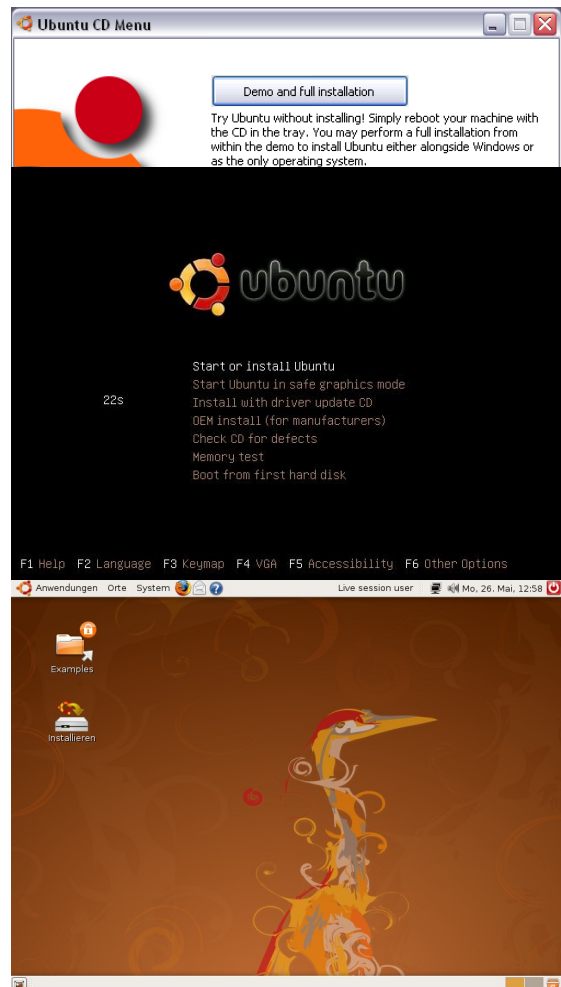 Ubuntu CD Menu
Demo and full installation
Try Ubuntu without installing! Simply reboot your machine with
the CD in the tray. You may perform a full installation from
within the demo to install Ubuntu either alongside Windows or
as the only operating system.
ubuntu
Start or install Ubuntu
Start Ubuntu in safe graphics mode
22s
Install with driver update CD
OEM install (for manufacturers)
Check CD for defects
Memory test
Boot from first hard disk
F1 Help F2 Language F3 Keymap F4 VGA F5 Accessibility F6 Other Options
Anwendungen Orte System Live session user Mo, 26. Mai, 12:58
Examples
Installieren